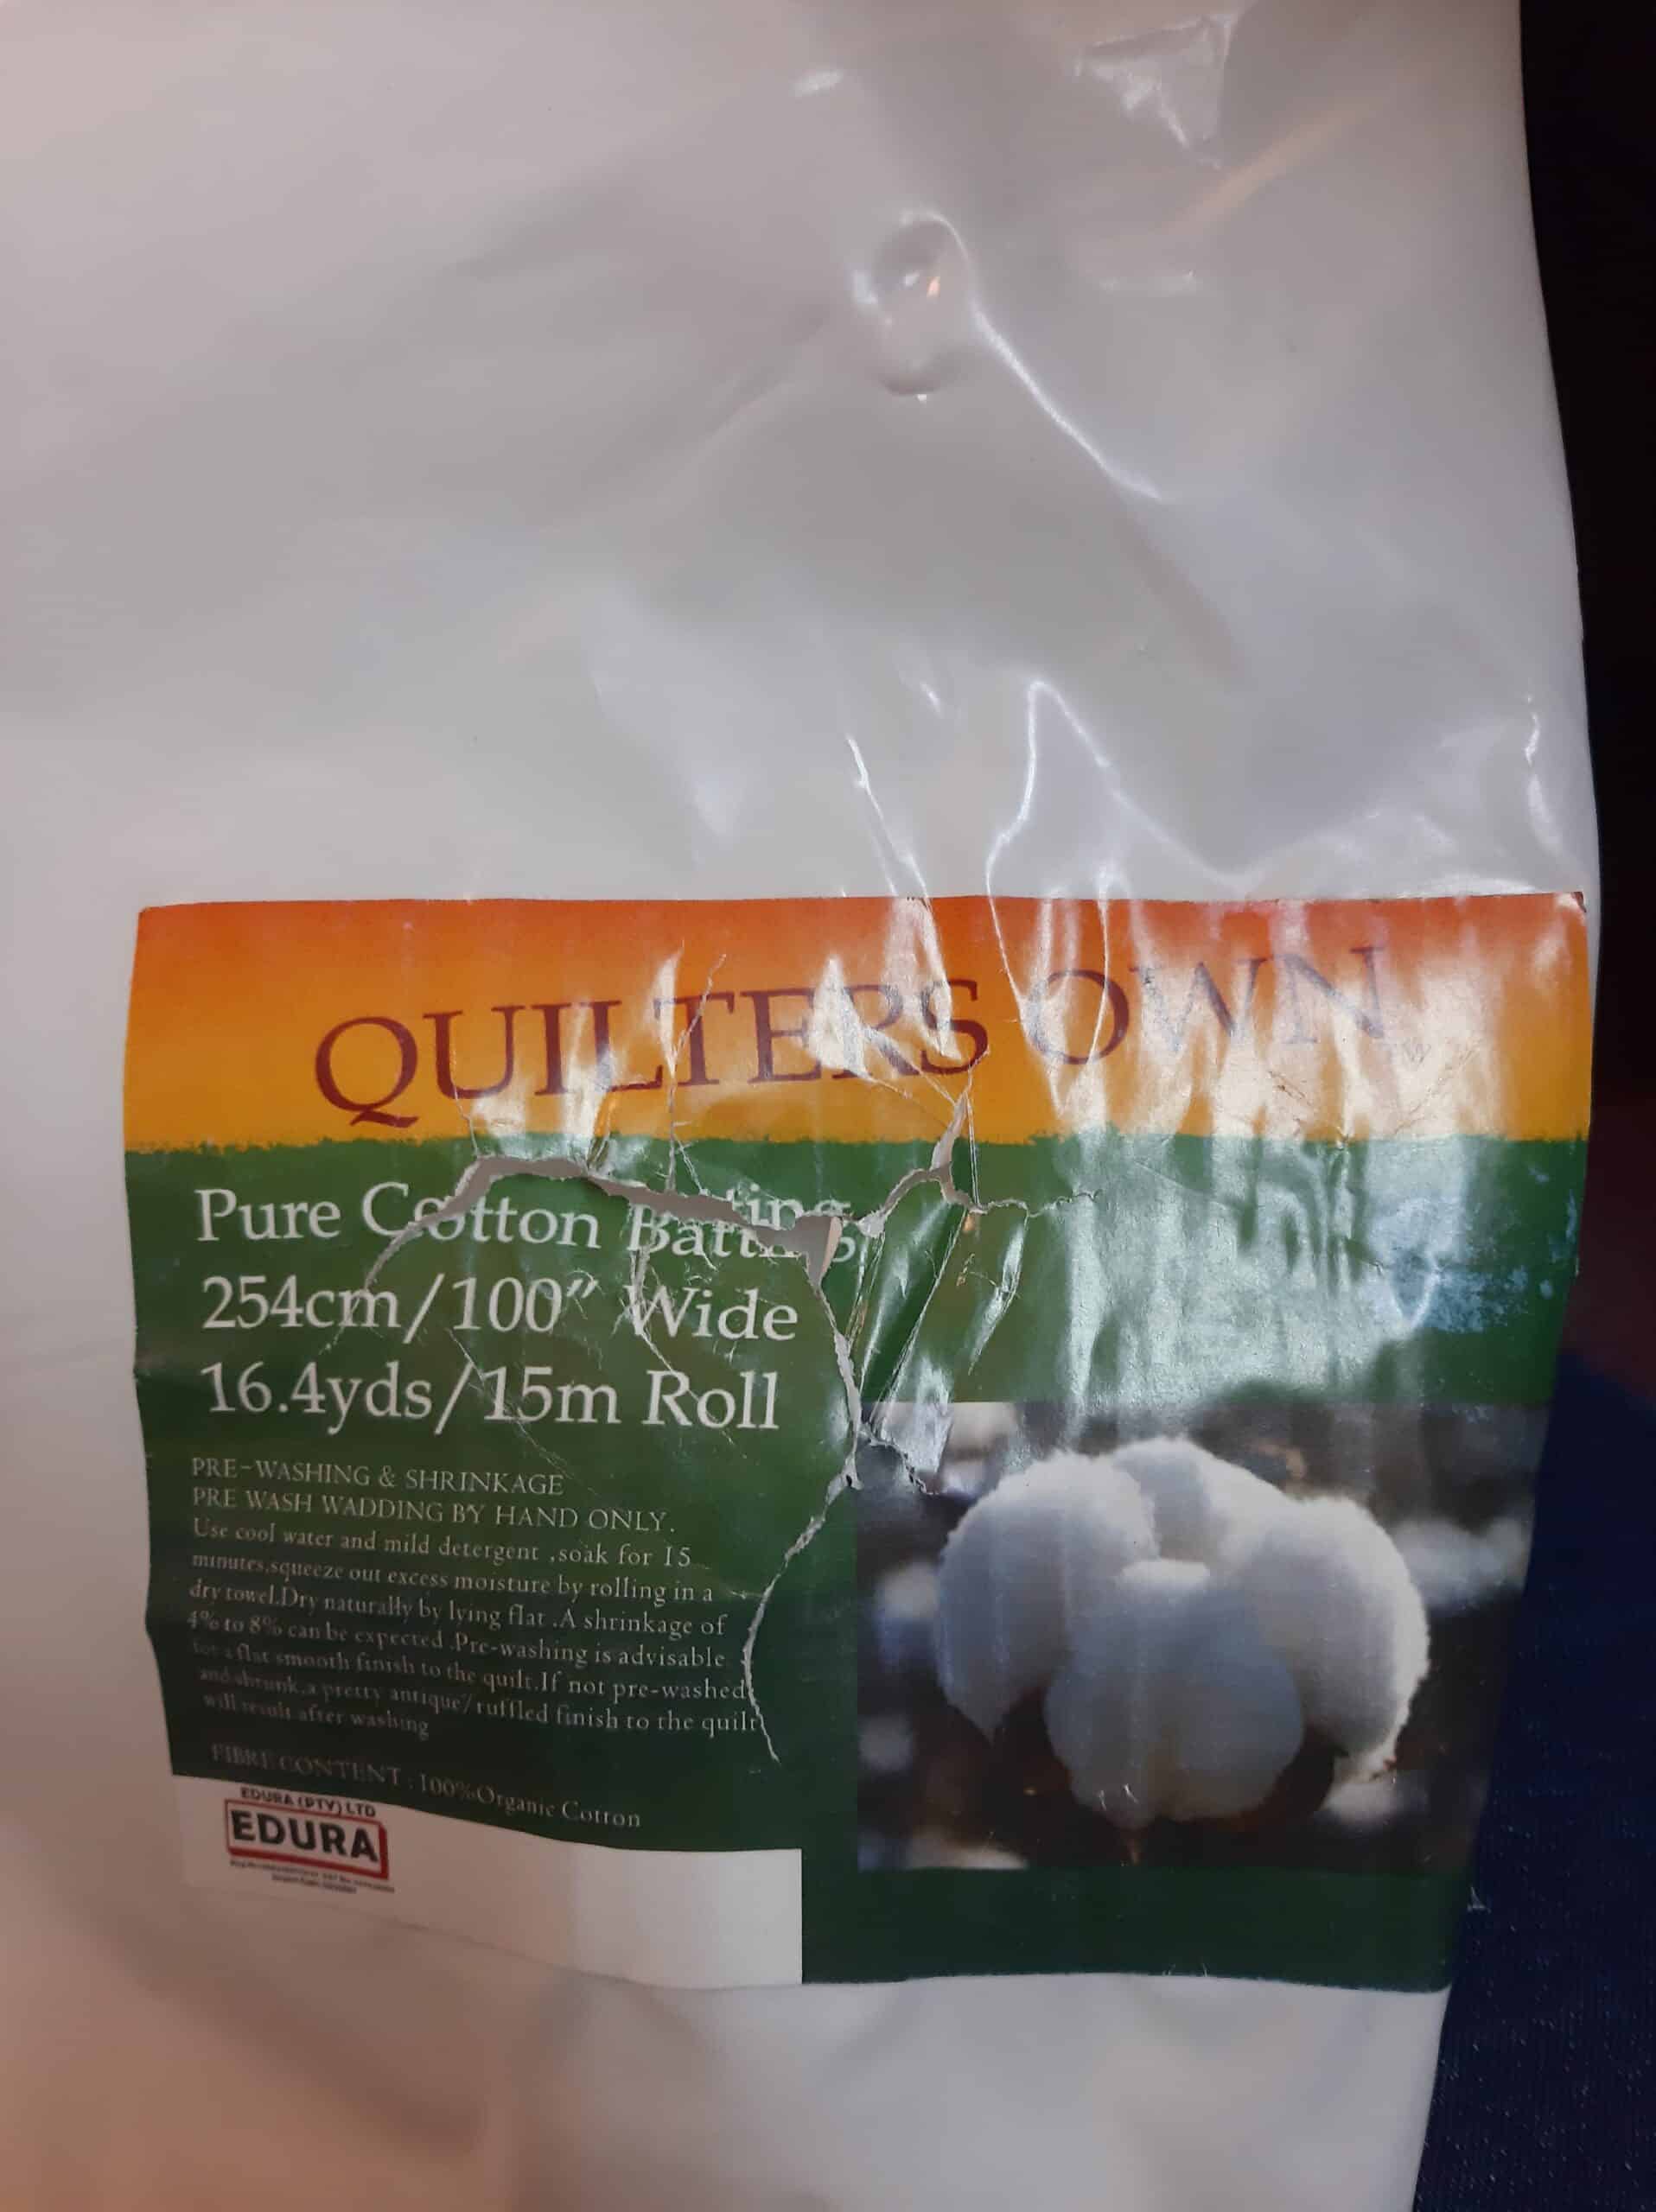 QUILTERS OWN
Pure Cotton Batting
254cm/100″ Wide
16.4yds/15m Roll
PRE-WASHING & SHRINKAGE
PRE WASH WADDING BY HAND ONLY.
Use cool water and mild detergent ,soak for 15
minutes,squeeze out excess moisture by rolling in a
dry towel.Dry naturally by lying flat .A shrinkage of
4% to 8% can be expected .Pre-washing is advisable
for a flat smooth finish to the quilt.If not pre-washed
and shrunk,a pretty antique/ruffled finish to the quilt
will result after washing
FIBRE CONTENT : 100%Organic Cotton
EDURA (PTY) LTD
EDURA